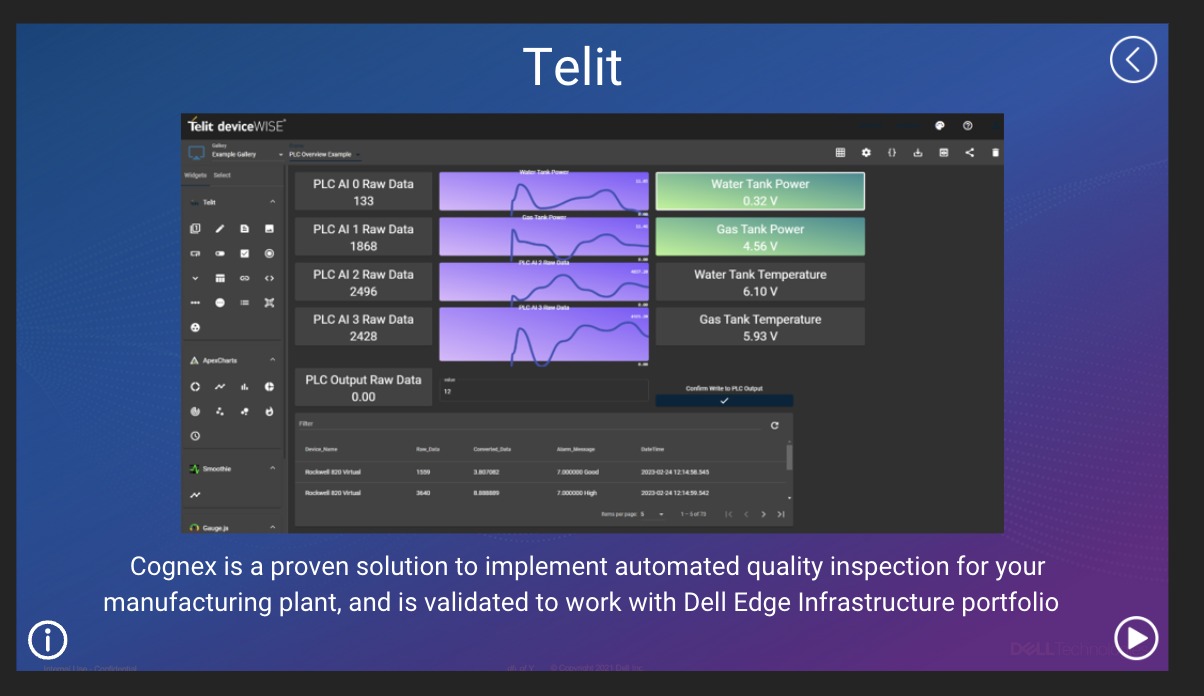 Telit
Telit deviceWISE®
Gallery
Example Gallery
PLC Overview Example
Widgets Select
Telit
ApexCharts
Smoothie
Gauge.js
PLC AI 0 Raw Data
133
Water Tank Power
Water Tank Power
0.32 V
PLC AI 1 Raw Data
1868
Gas Tank Power
Gas Tank Power
4.56 V
PLC AI 2 Raw Data
2496
PLC AI 2 Raw Data
Water Tank Temperature
6.10 V
PLC AI 3 Raw Data
2428
PLC AI 3 Raw Data
Gas Tank Temperature
5.93 V
PLC Output Raw Data
0.00
value
12
Confirm Write to PLC Output
Filter
Device_Name Raw_Data Converted_Data Alarm_Message DateTime
Rockwell 820 Virtual 1559 3.807082 7.000000 Good 2023-02-24 12:14:58.545
Rockwell 820 Virtual 3640 8.888889 7.000000 High 2023-02-24 12:14:59.542
Items per page: 5 1 – 5 of 73
Cognex is a proven solution to implement automated quality inspection for your
manufacturing plant, and is validated to work with Dell Edge Infrastructure portfolio
Internal Use - Confidential
© Copyright 2021 Dell Inc.
DELL